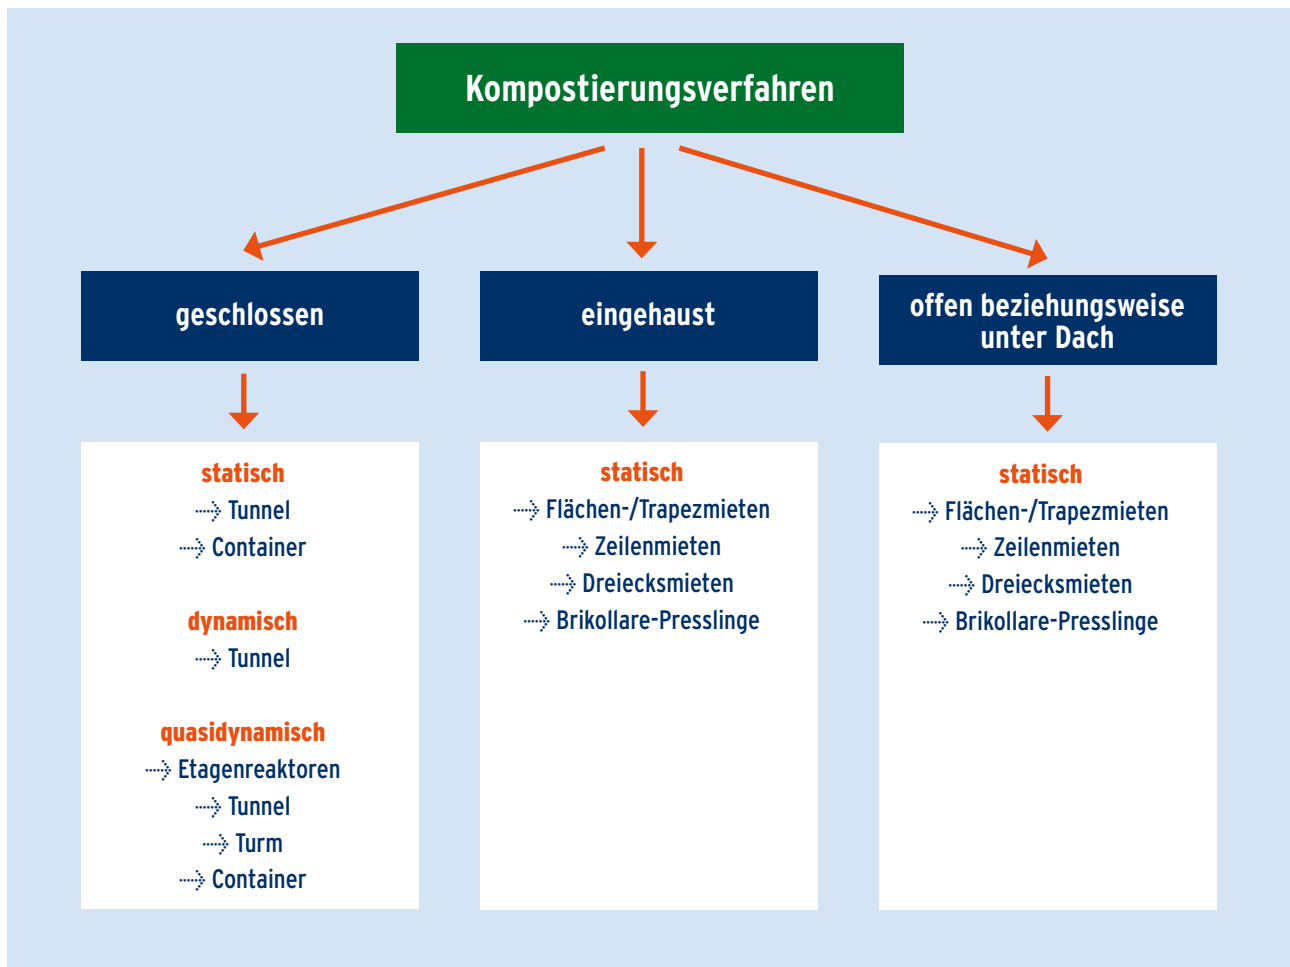 Kompostierungsverfahren
geschlossen
statisch
Tunnel
Container
dynamisch
Tunnel
quasidynamisch
Etagenreaktoren
Tunnel
Turm
Container
eingehaust
statisch
Flächen-/Trapezmieten
Zeilenmieten
Dreiecksmieten
Brikollare-Presslinge
offen beziehungsweise
unter Dach
statisch
Flächen-/Trapezmieten
Zeilenmieten
Dreiecksmieten
Brikollare-Presslinge